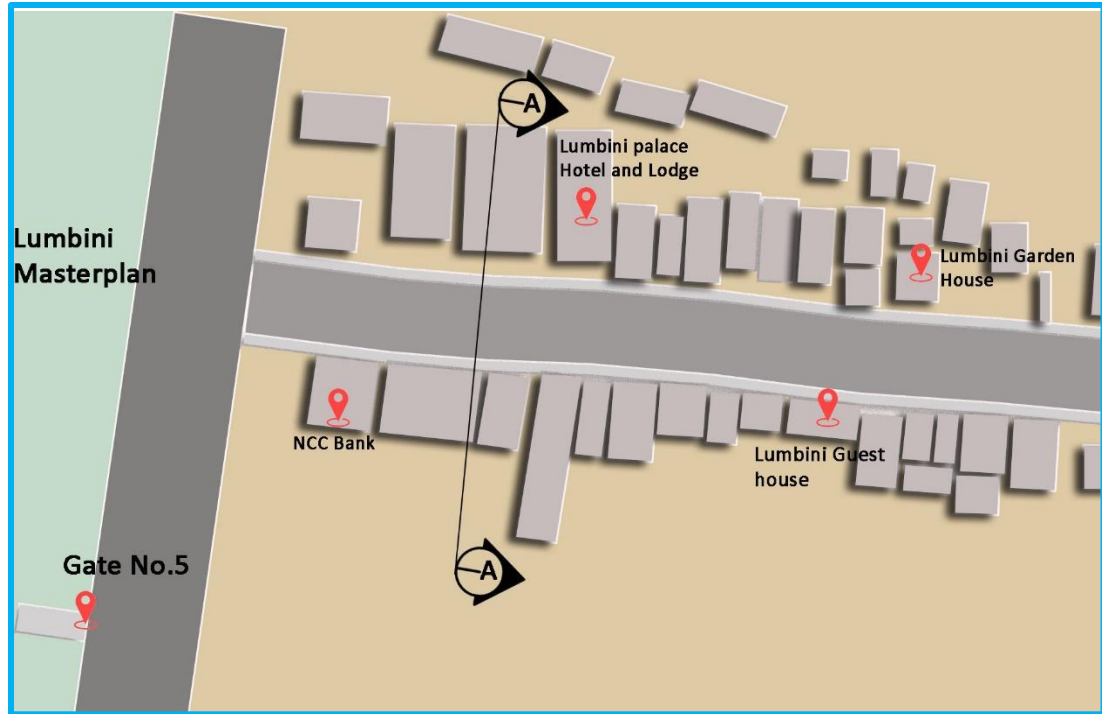 A
Lumbini palace
Hotel and Lodge
Lumbini
Masterplan
Lumbini Garden
House
NCC Bank
Lumbini Guest
house
Gate No.5
A